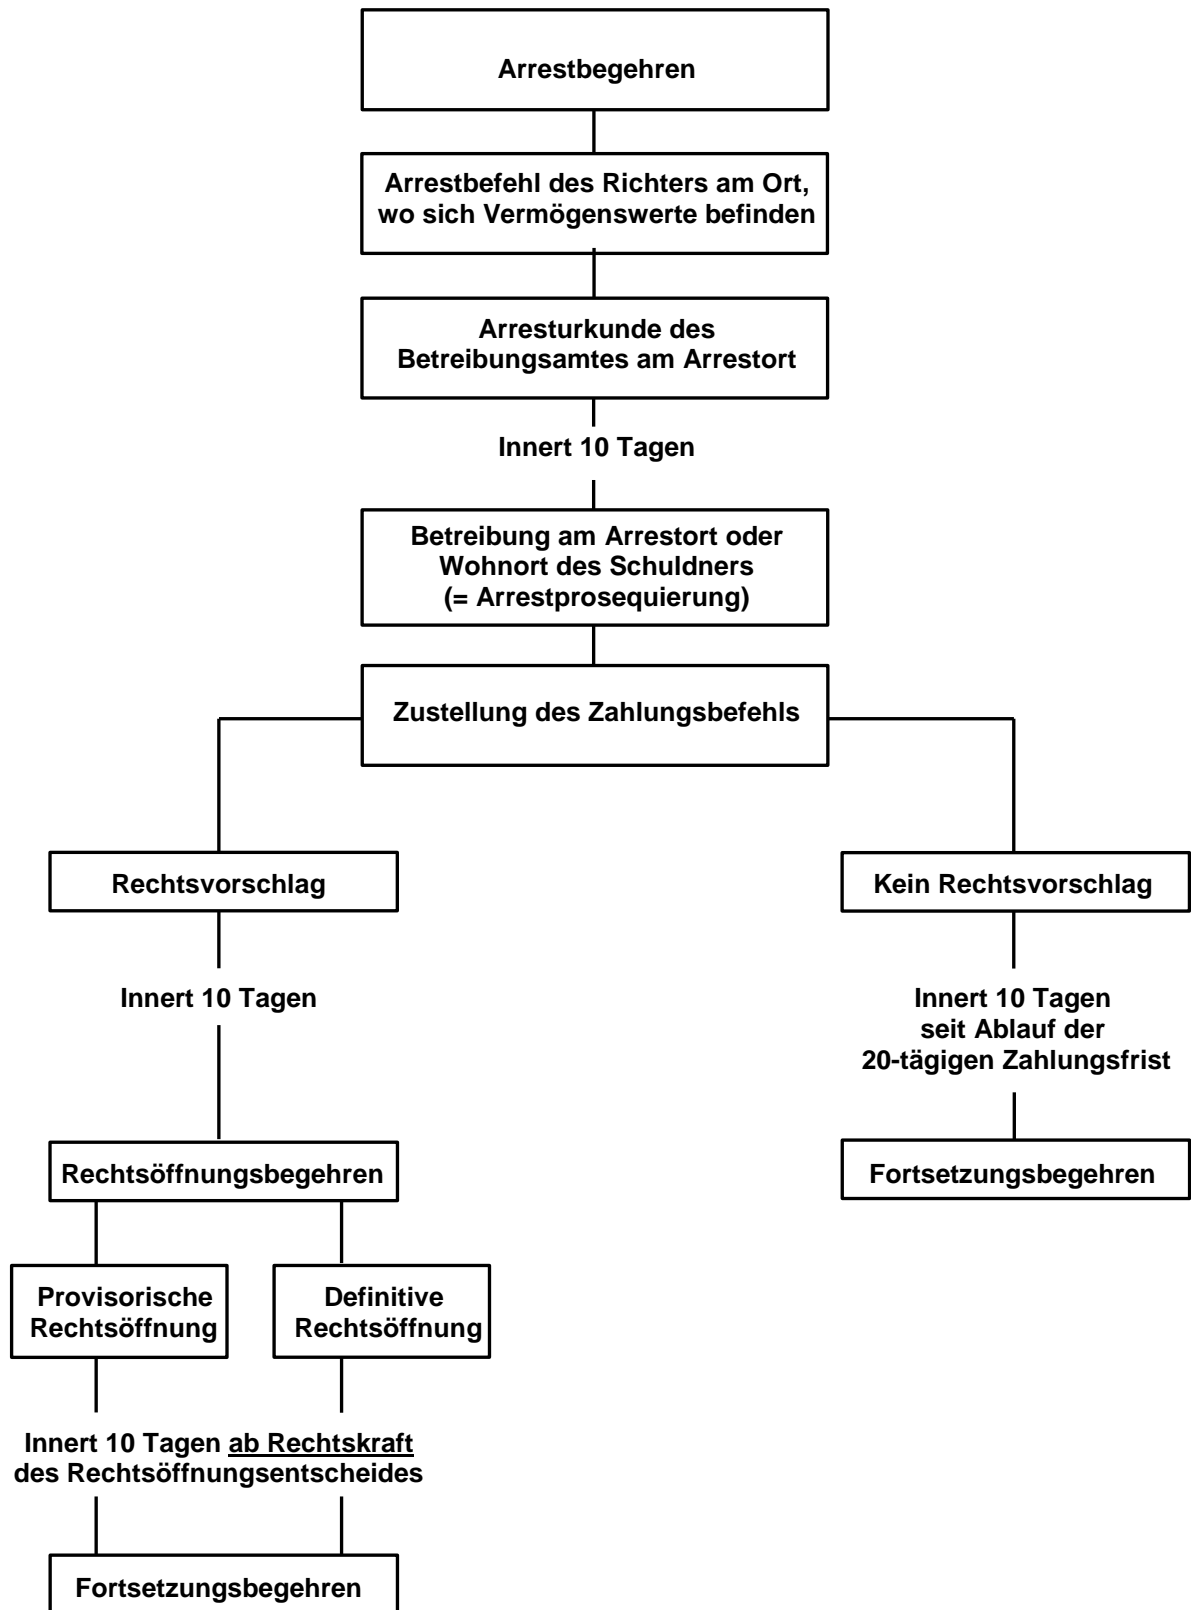 Arrestbegehren
Arrestbefehl des Richters am Ort,
wo sich Vermögenswerte befinden
Arresturkunde des
Betreibungsamtes am Arrestort
Innert 10 Tagen
Betreibung am Arrestort oder
Wohnort des Schuldners
(= Arrestprosequierung)
Zustellung des Zahlungsbefehls
Rechtsvorschlag
Kein Rechtsvorschlag
Innert 10 Tagen
Innert 10 Tagen
seit Ablauf der
20-tägigen Zahlungsfrist
Rechtsöffnungsbegehren
Fortsetzungsbegehren
Provisorische
Rechtsöffnung
Definitive
Rechtsöffnung
Innert 10 Tagen ab Rechtskraft
des Rechtsöffnungsentscheides
Fortsetzungsbegehren